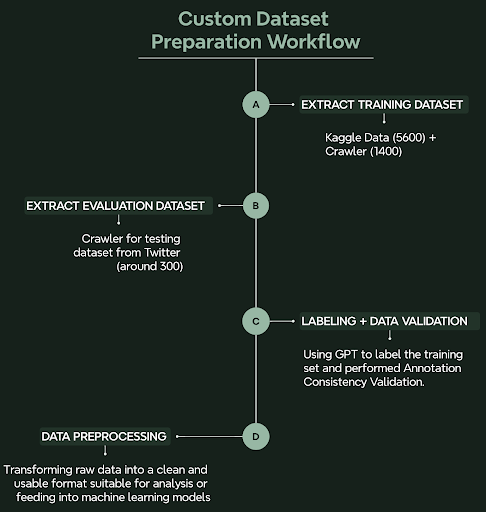 Custom Dataset
Preparation Workflow
A
EXTRACT TRAINING DATASET
Kaggle Data (5600) +
Crawler (1400)
EXTRACT EVALUATION DATASET
B
Crawler for testing
dataset from Twitter
(around 300)
C
LABELING + DATA VALIDATION
Using GPT to label the training
set and performed Annotation
Consistency Validation.
DATA PREPROCESSING
D
Transforming raw data into a clean and
usable format suitable for analysis or
feeding into machine learning models